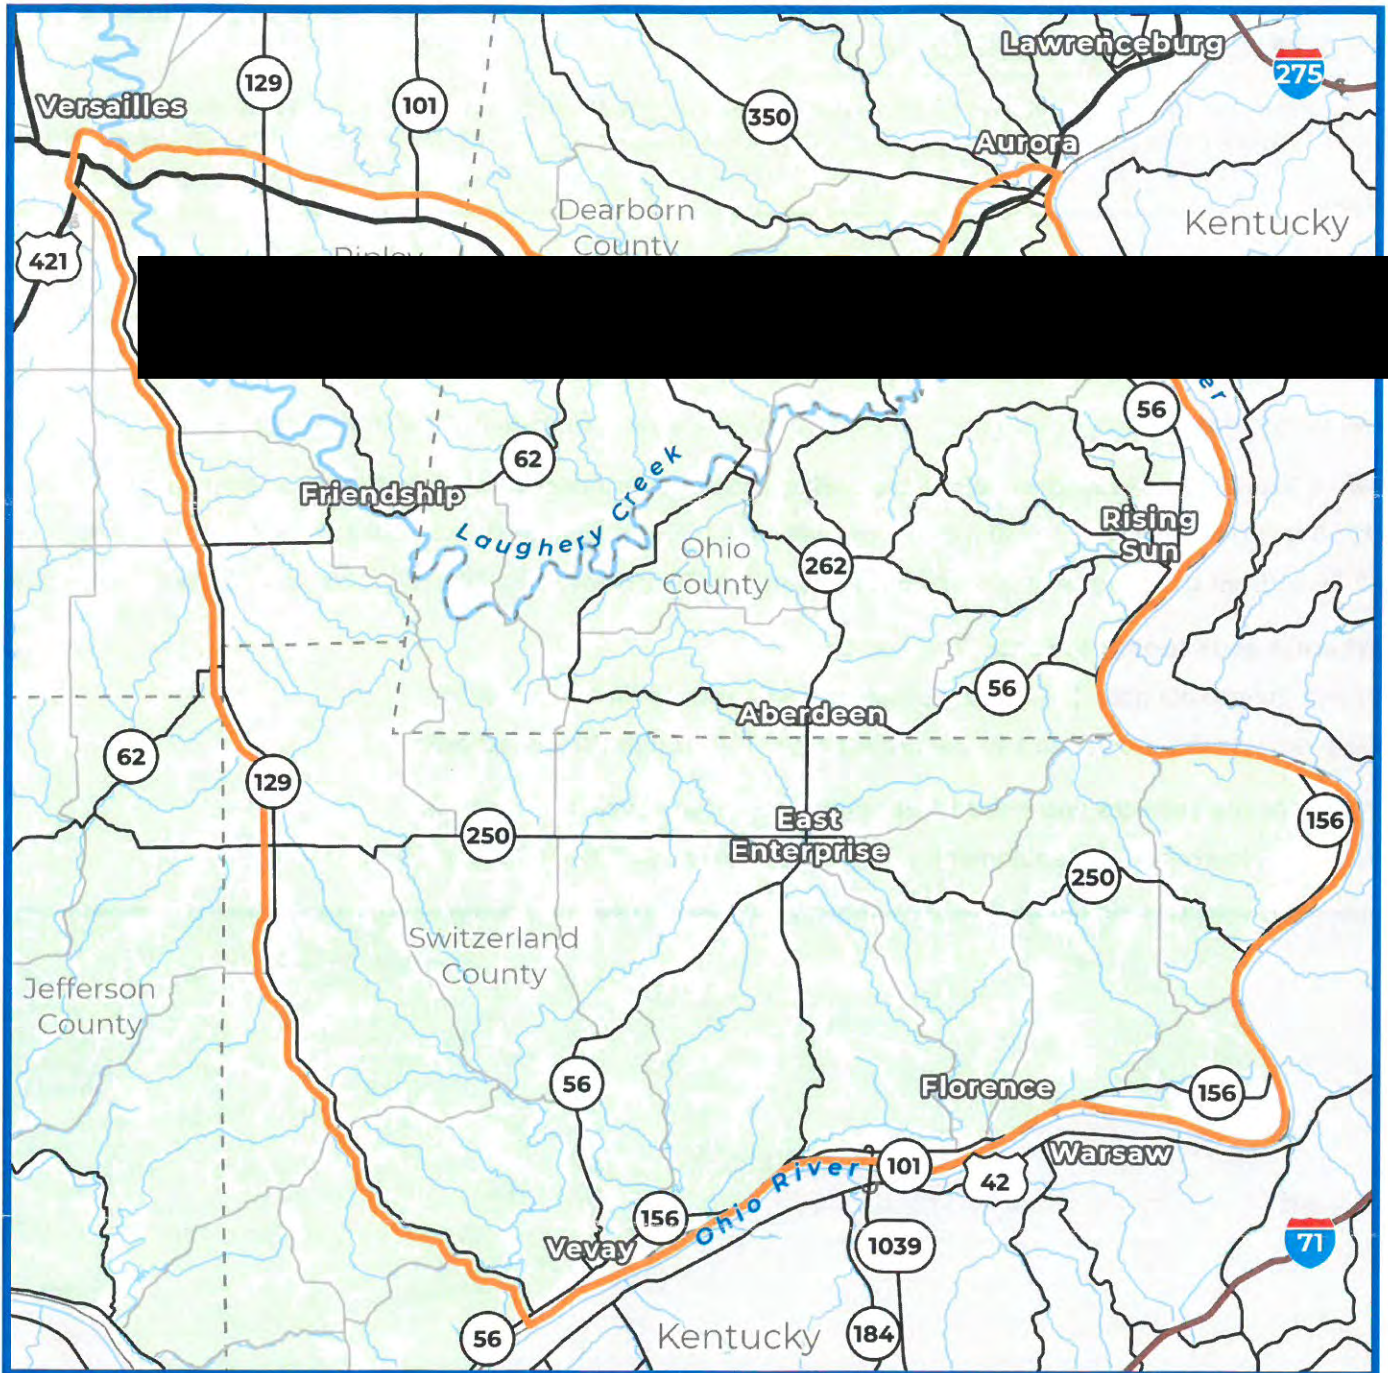 Lawrenceburg
275
129
Versailles
101
350
Aurora
Dearborn
County
Kentucky
421
56
62
Friendship
Laughery Creek
Rising
Sun
Ohio
County
262
56
Aberdeen
62
129
250
East
Enterprise
156
250
Switzerland
County
Jefferson
County
56
Florence
156
Warsaw
101
42
Ohio River
156
Vevay
1039
71
56
Kentucky
184